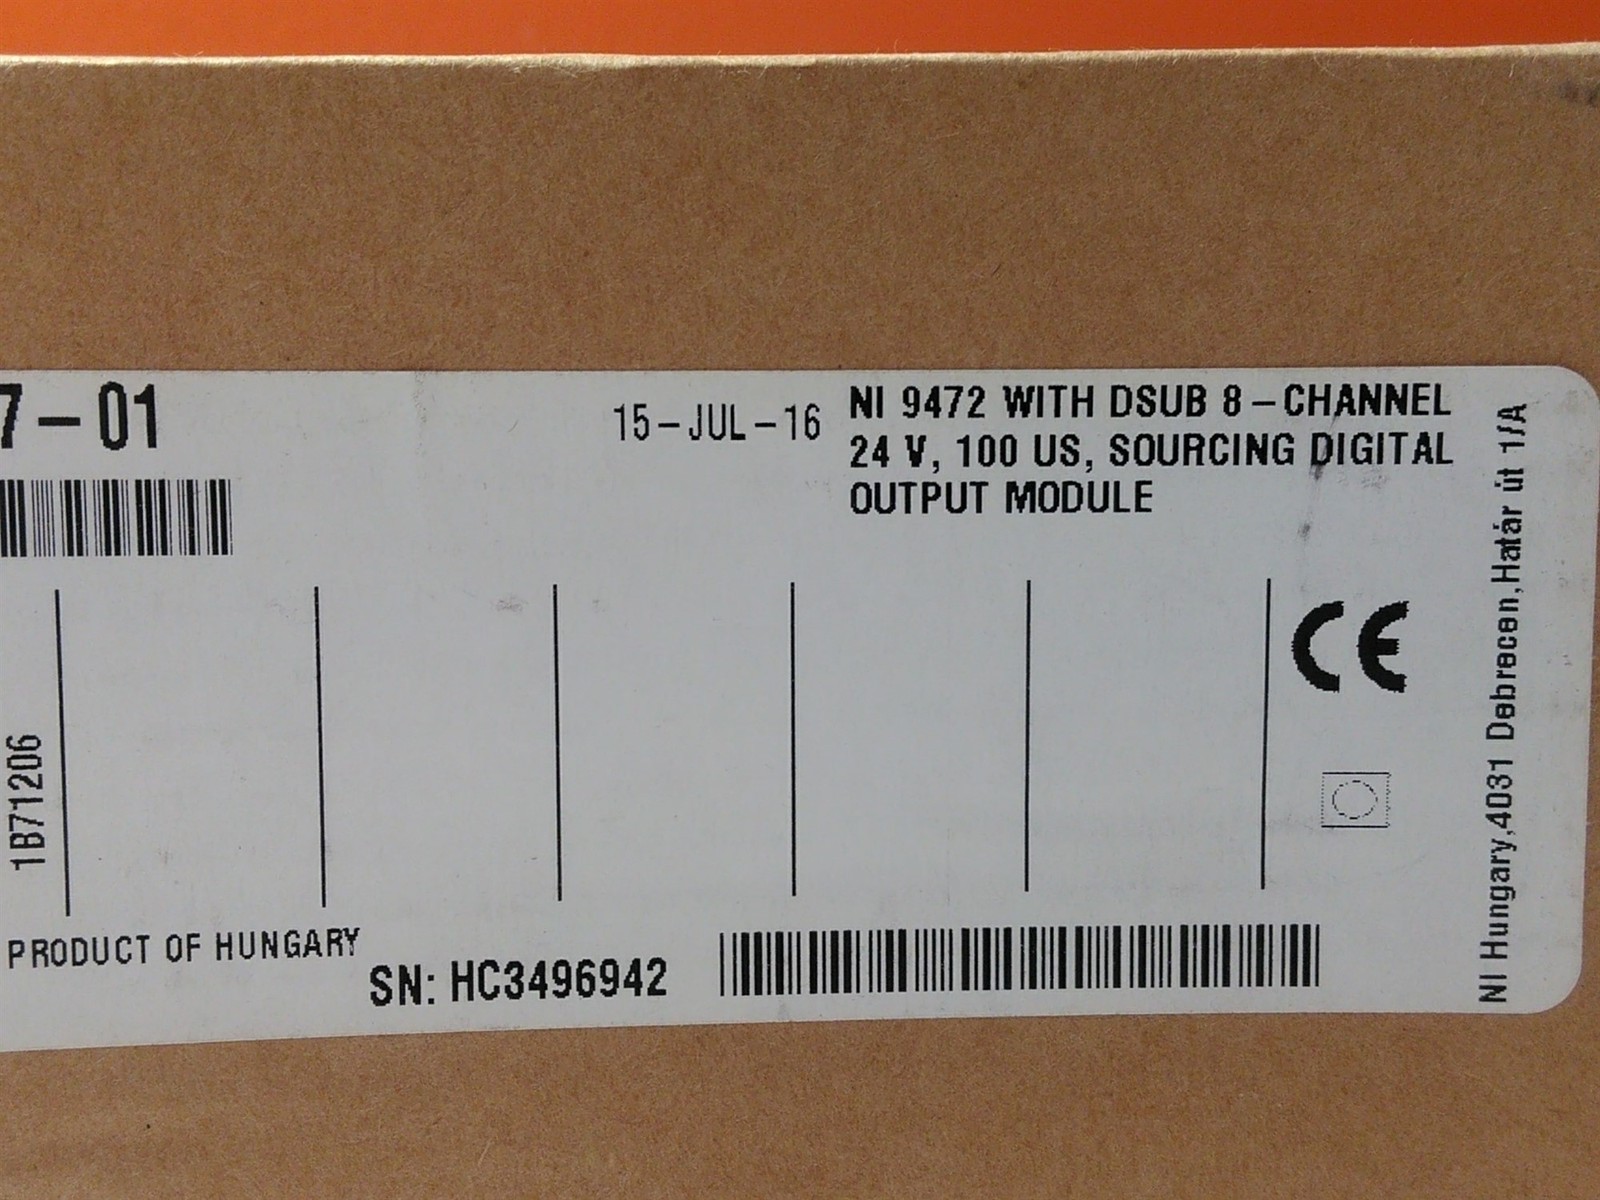 7-01
15-JUL-16
NI 9472 WITH DSUB 8-CHANNEL
24 V, 100 US, SOURCING DIGITAL
OUTPUT MODULE
CE
1B71206
PRODUCT OF HUNGARY
SN: HC3496942
NI Hungary,4031 Debrecen,Határ út 1/A